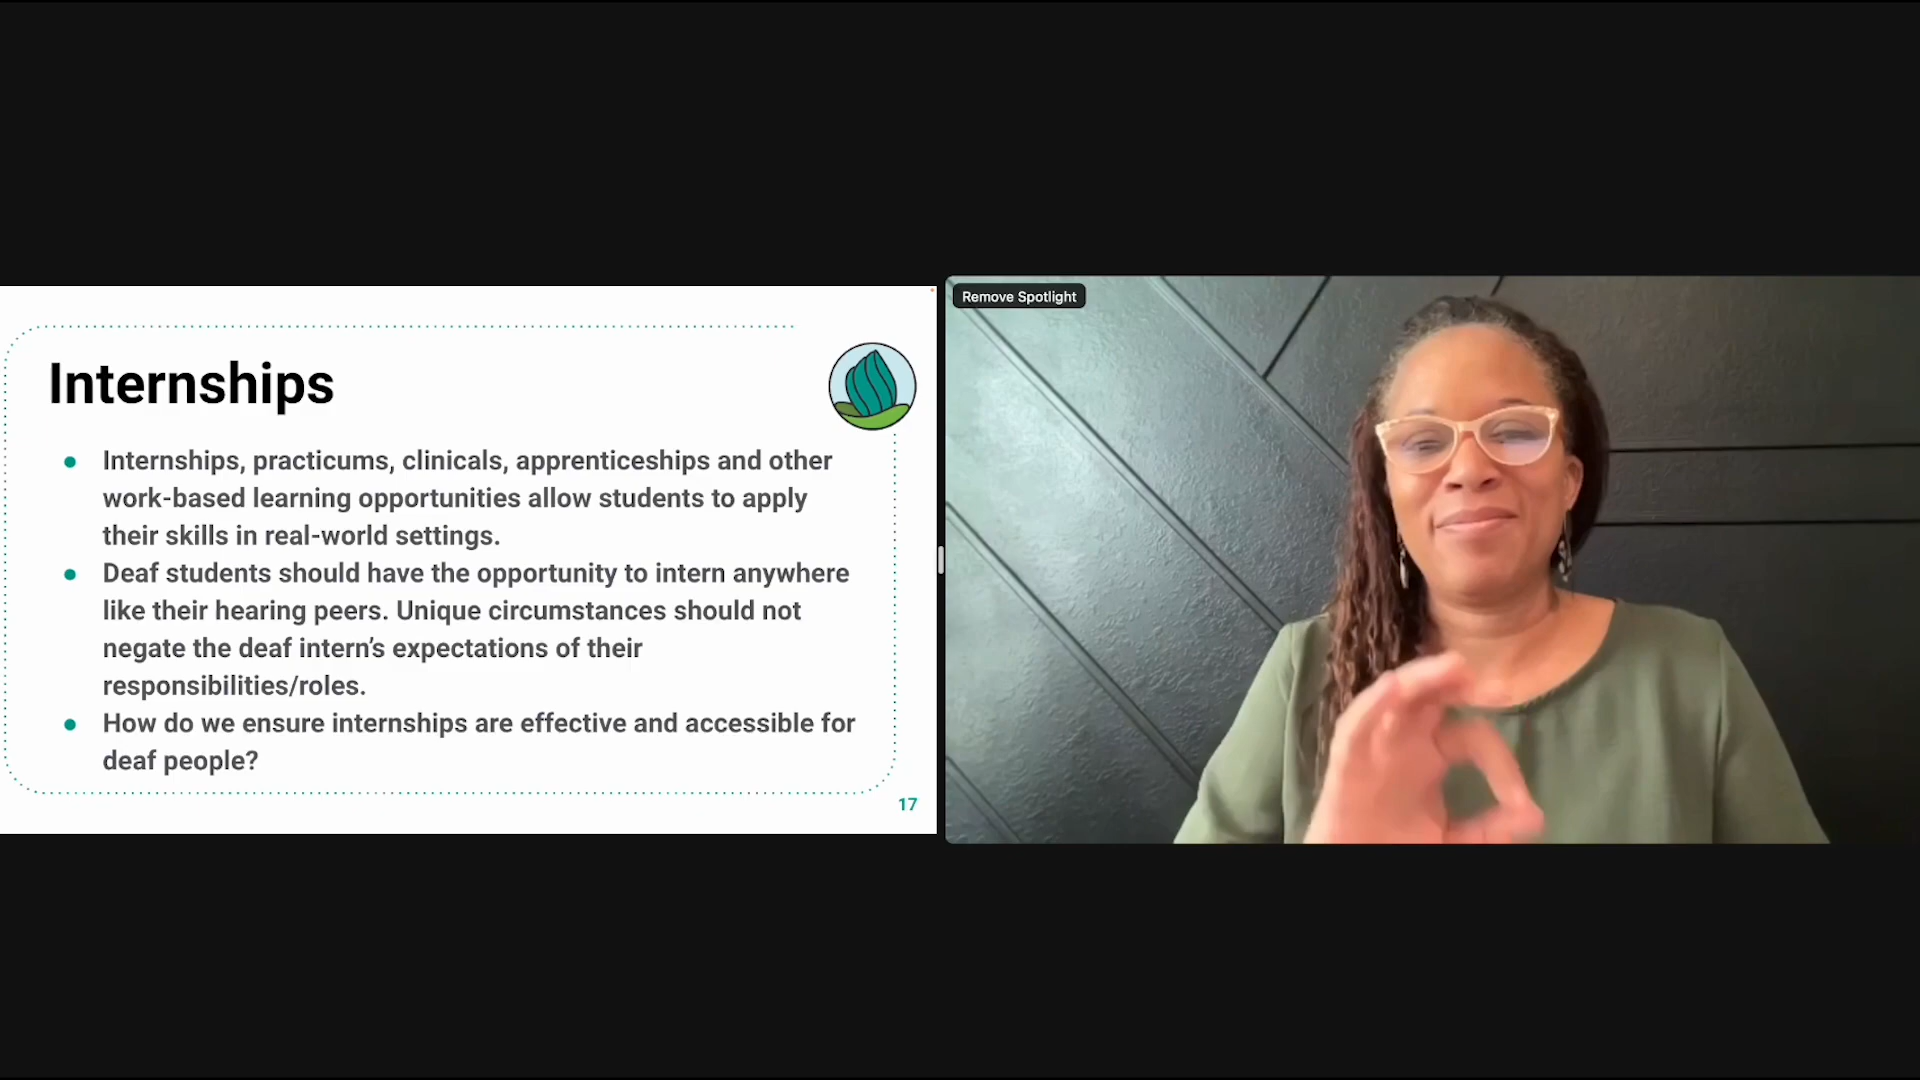 Remove Spotlight
Internships
Internships, practicums, clinicals, apprenticeships and other
work-based learning opportunities allow students to apply
their skills in real-world settings.
Deaf students should have the opportunity to intern anywhere
like their hearing peers. Unique circumstances should not
negate the deaf intern’s expectations of their
responsibilities/roles.
How do we ensure internships are effective and accessible for
deaf people?
17